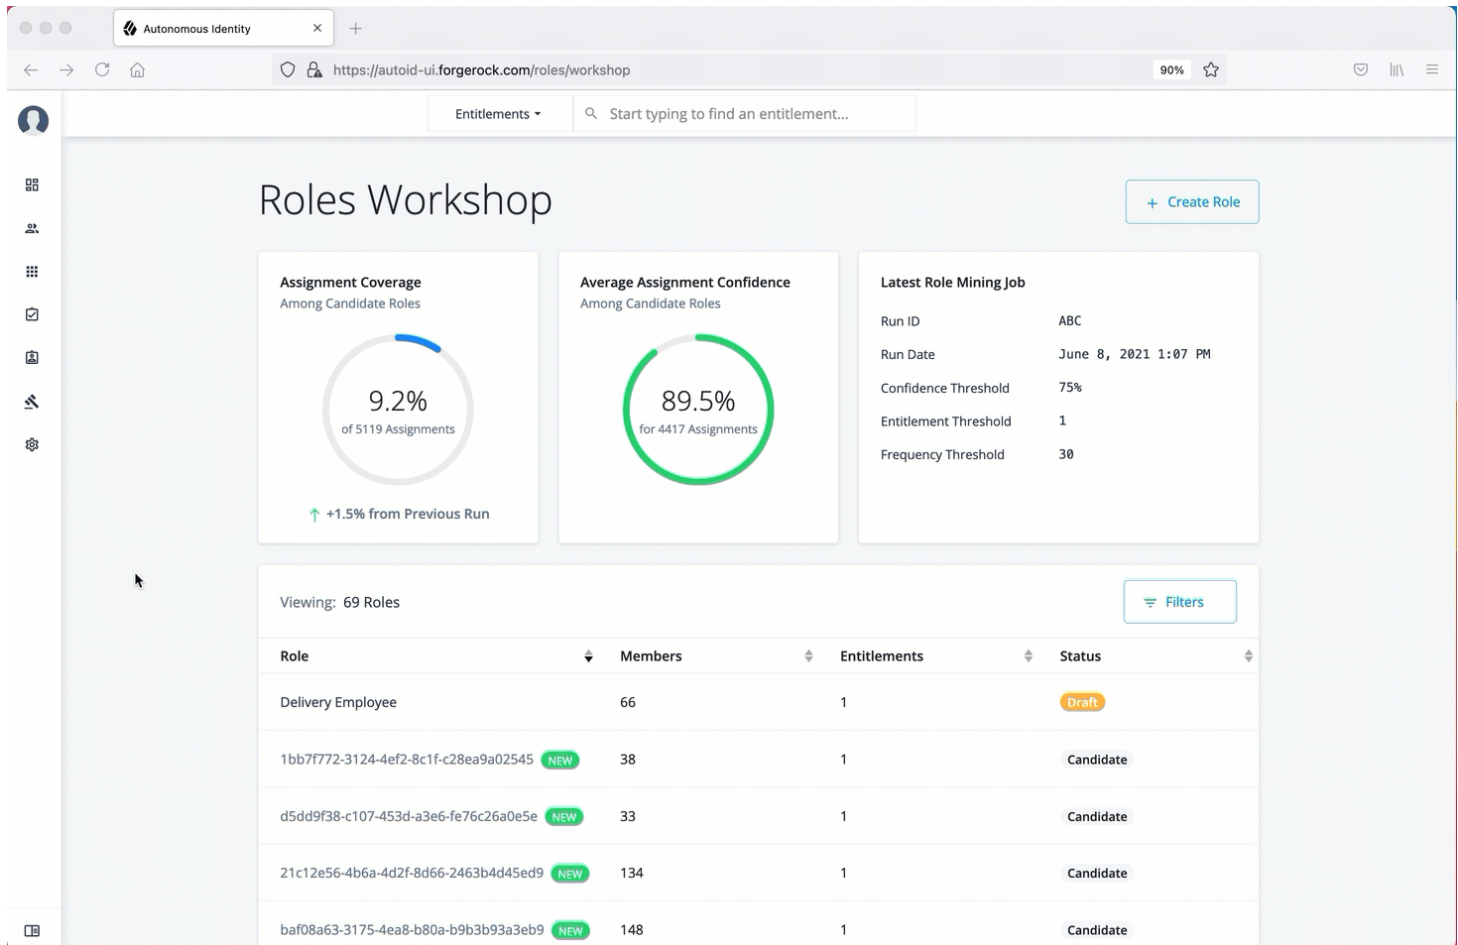 Autonomous Identity
https://autoid-ui.forgerock.com/roles/workshop
90%
Entitlements
Start typing to find an entitlement...
Roles Workshop
+ Create Role
Assignment Coverage
Among Candidate Roles
9.2%
of 5119 Assignments
+1.5% from Previous Run
Average Assignment Confidence
Among Candidate Roles
89.5%
for 4417 Assignments
Latest Role Mining Job
Run ID ABC
Run Date June 8, 2021 1:07 PM
Confidence Threshold 75%
Entitlement Threshold 1
Frequency Threshold 30
Viewing: 69 Roles
Filters
Role Members Entitlements Status
Delivery Employee 66 1 Draft
1bb7f772-3124-4ef2-8c1f-c28ea9a02545 NEW 38 1 Candidate
d5dd9f38-c107-453d-a3e6-fe76c26a0e5e NEW 33 1 Candidate
21c12e56-4b6a-4d2f-8d66-2463b4d45ed9 NEW 134 1 Candidate
baf08a63-3175-4ea8-b80a-b9b3b93a3eb9 NEW 148 1 Candidate